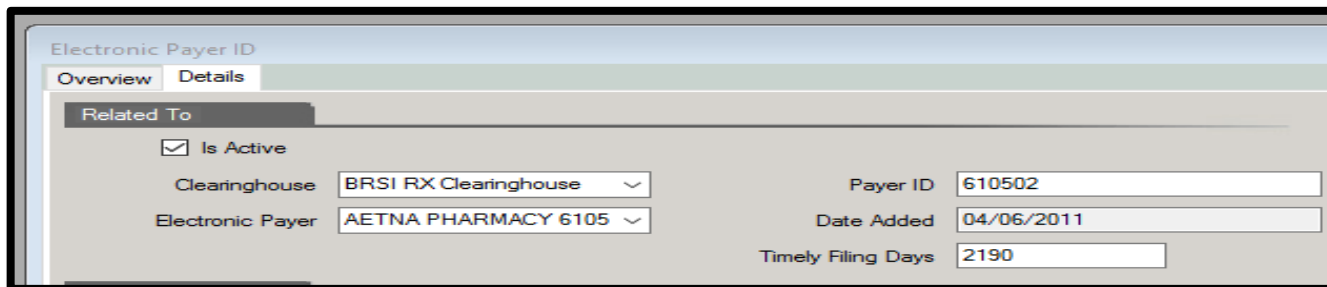 Electronic Payer ID
Overview Details
Related To
Is Active
Clearinghouse BRSI RX Clearinghouse Payer ID 610502
Electronic Payer AETNA PHARMACY 6105 Date Added 04/06/2011
Timely Filing Days 2190